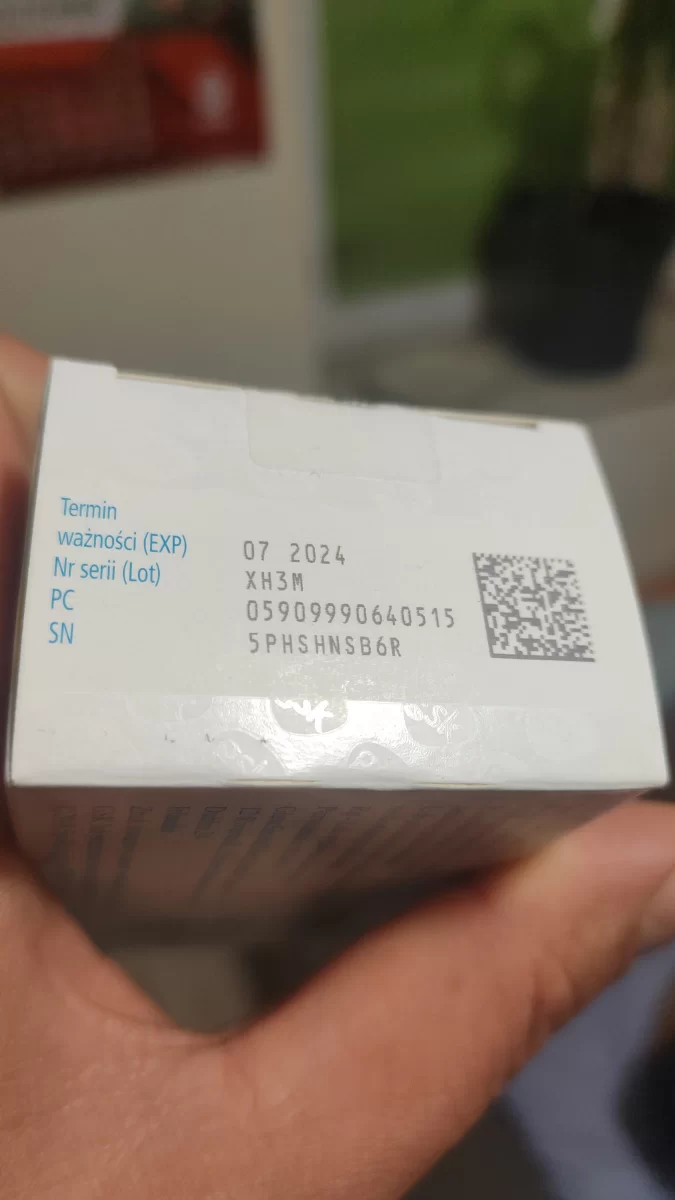 Termin
ważności (EXP) 07 2024
Nr serii (Lot) XH3M
PC 05909990640515
SN 5PHSHNSB6R